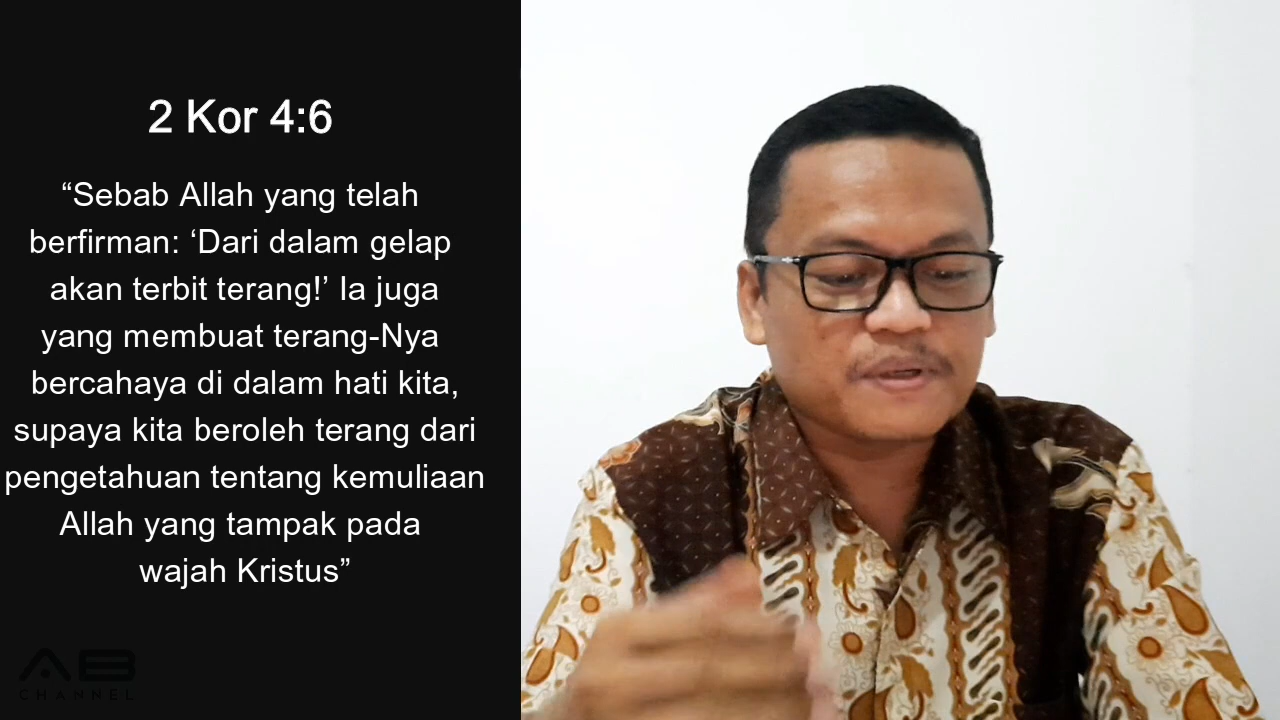 2 Kor 4:6
“Sebab Allah yang telah
berfirman: ‘Dari dalam gelap
akan terbit terang!’ Ia juga
yang membuat terang-Nya
bercahaya di dalam hati kita,
supaya kita beroleh terang dari
pengetahuan tentang kemuliaan
Allah yang tampak pada
wajah Kristus”
AB
CHANNEL